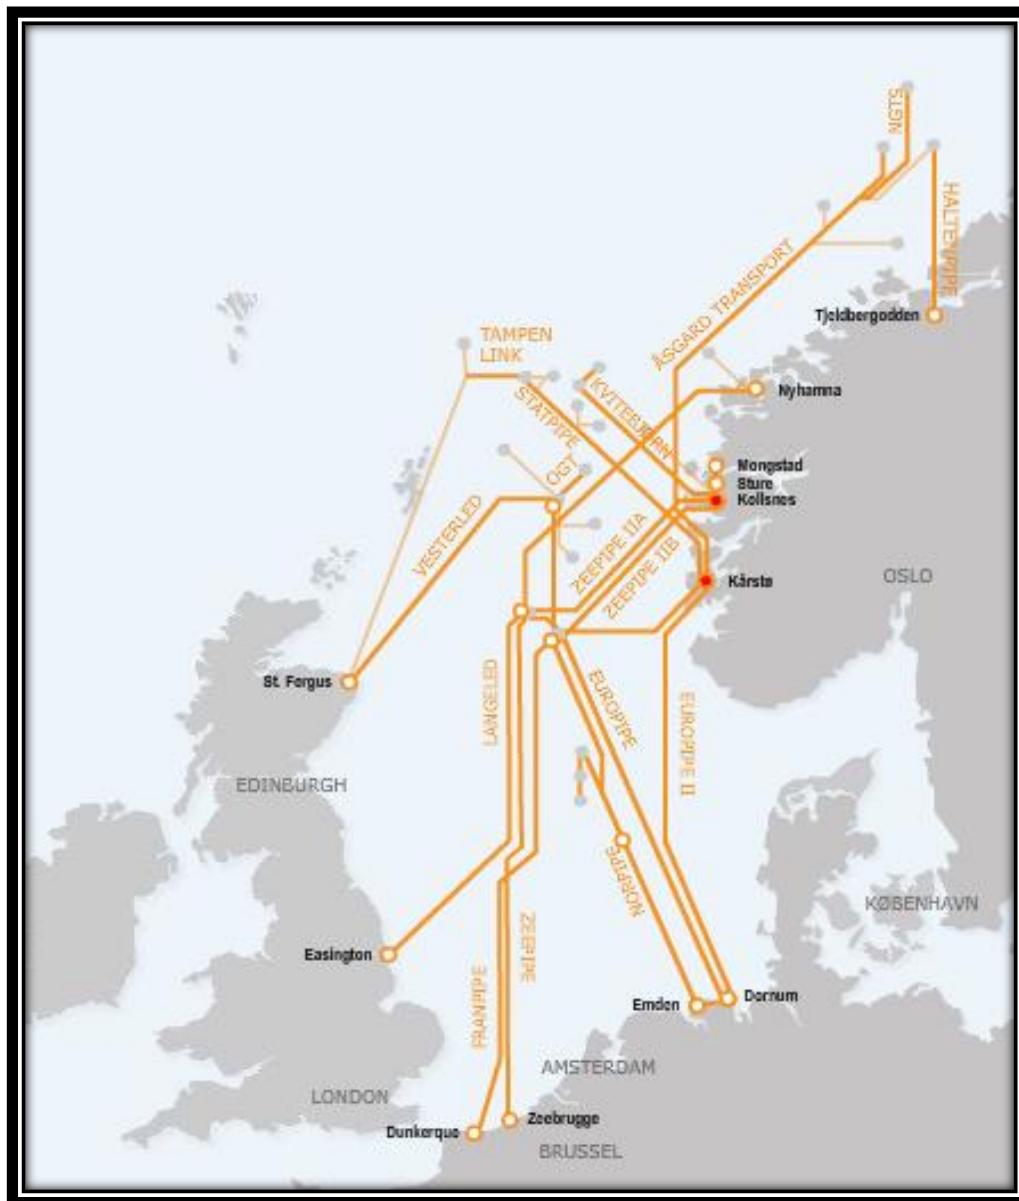 NGTS
HALTENPIPE
ÅSGARD TRANSPORT
Tjeldbergodden
TAMPEN
LINK
STATPIPE
KVITEBJØRN
Nyhamna
OGT
Mongstad
Sture
Kollsnes
VESTERLED
ZEEPIPE IIA
ZEEPIPE IIB
Kårstø
OSLO
St. Fergus
LANGELED
EUROPIPE
EUROPIPE II
EDINBURGH
NORPIPE
KØBENHAVN
Easington
ZEEPIPE
FRANPIPE
Emden
Dornum
AMSTERDAM
LONDON
Zeebrugge
Dunkerque
BRUSSEL